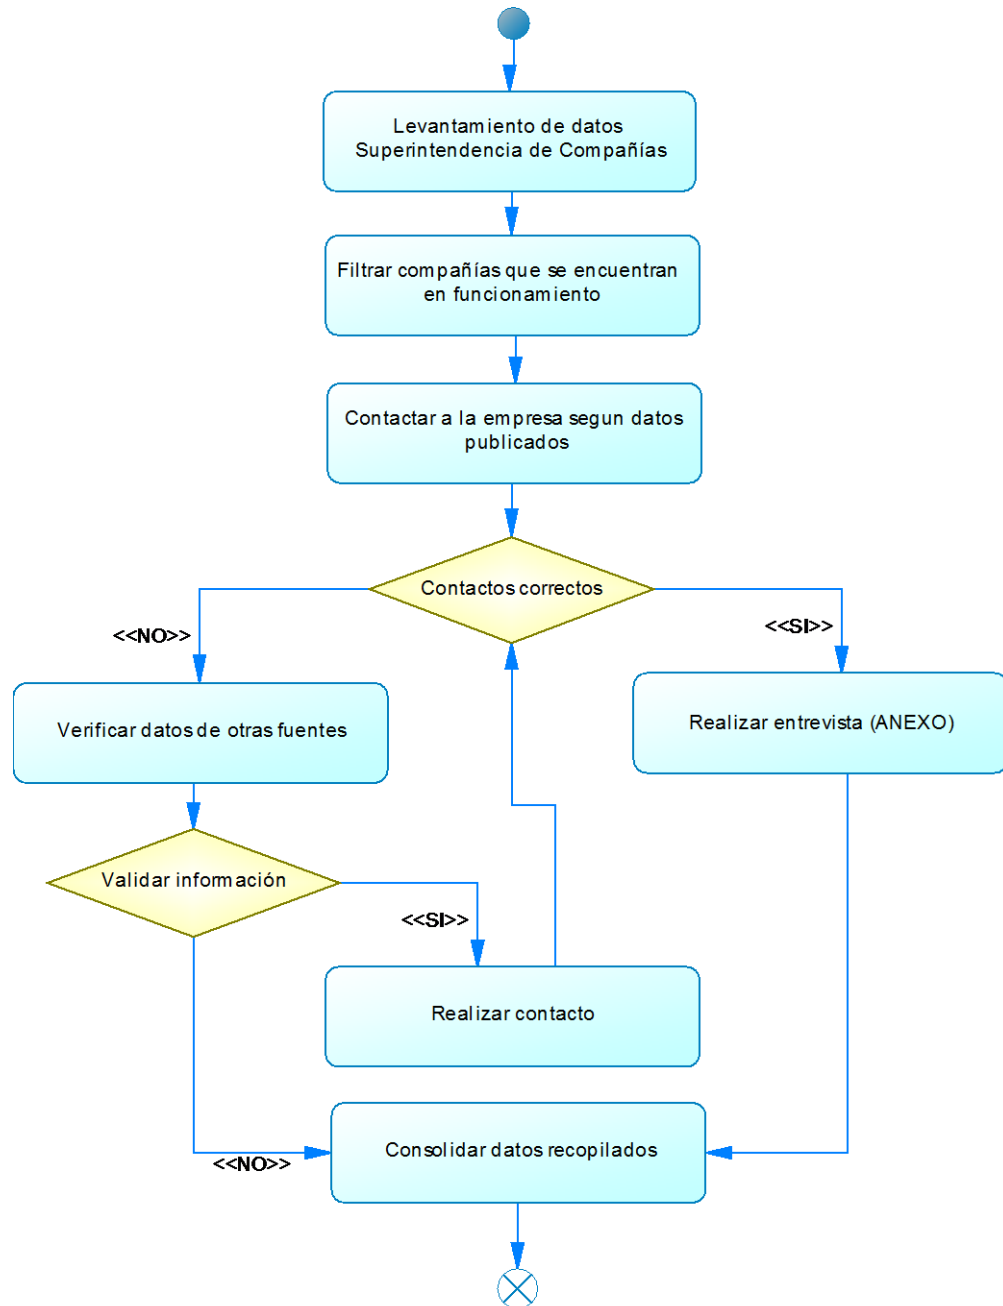 Levantamiento de datos
Superintendencia de Compañías
Filtrar compañías que se encuentran
en funcionamiento
Contactar a la empresa segun datos
publicados
Contactos correctos
<<NO>>
<<SI>>
Verificar datos de otras fuentes
Realizar entrevista (ANEXO)
Validar información
<<SI>>
Realizar contacto
Consolidar datos recopilados
<<NO>>